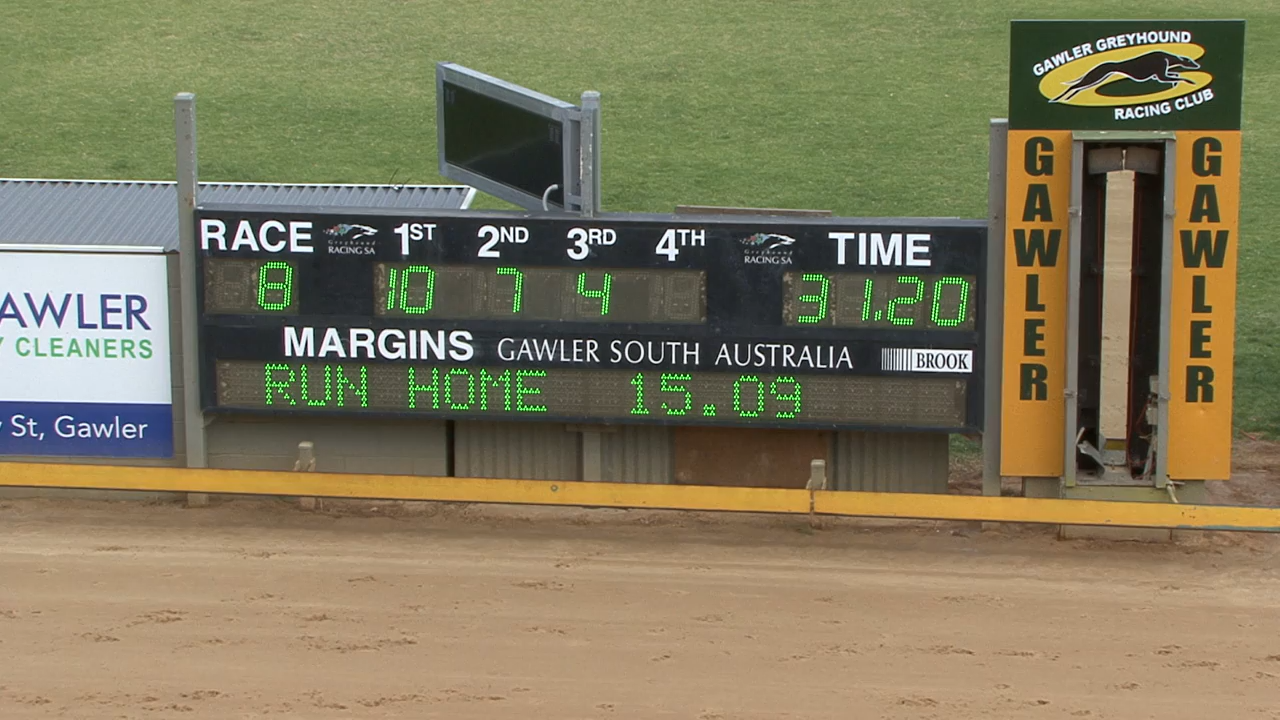 GAWLER GREYHOUND
RACING CLUB
GAWLER
GAWLER
RACE 1ST 2ND 3RD 4TH TIME
Greyhound
RACING SA
Greyhound
RACING SA
8 10 7 4 31.20
MARGINS GAWLER SOUTH AUSTRALIA BROOK
RUN HOME 15.09
AWLER
Y CLEANERS
St, Gawler